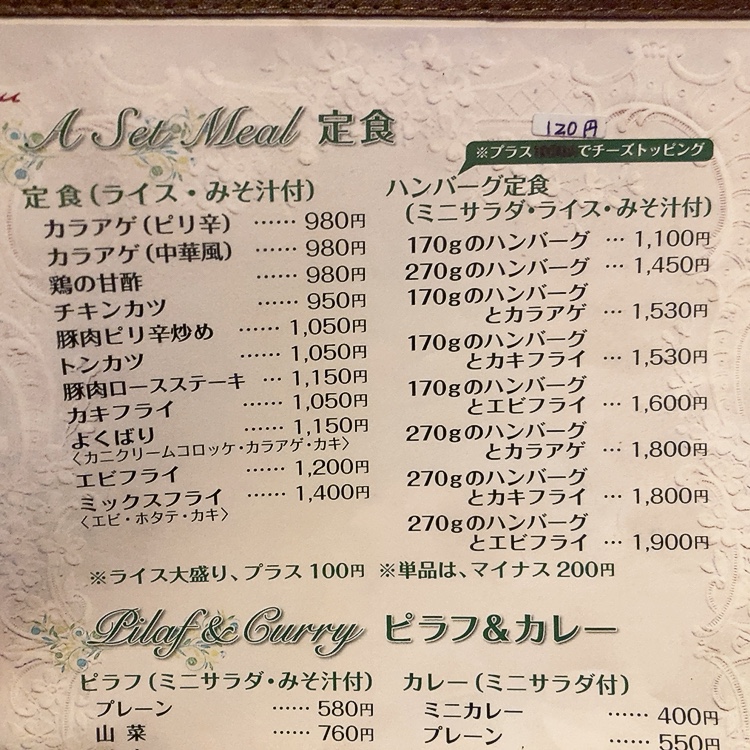 A Set Meal 定食
120円
※プラス でチーズトッピング
定食(ライス・みそ汁付)
カラアゲ(ピリ辛) …… 980円
カラアゲ(中華風) …… 980円
鶏の甘酢 …… 980円
チキンカツ …… 950円
豚肉ピリ辛炒め …… 1,050円
トンカツ …… 1,050円
豚肉ロースステーキ … 1,150円
カキフライ …… 1,050円
よくばり …… 1,150円
〈カニクリームコロッケ・カラアゲ・カキ〉
エビフライ …… 1,200円
ミックスフライ …… 1,400円
〈エビ・ホタテ・カキ〉
ハンバーグ定食
(ミニサラダ・ライス・みそ汁付)
170gのハンバーグ … 1,100円
270gのハンバーグ … 1,450円
170gのハンバーグ
とカラアゲ … 1,530円
170gのハンバーグ
とカキフライ … 1,530円
170gのハンバーグ
とエビフライ … 1,600円
270gのハンバーグ
とカラアゲ … 1,800円
270gのハンバーグ
とカキフライ … 1,800円
270gのハンバーグ
とエビフライ … 1,900円
※ライス大盛り、プラス100円 ※単品は、マイナス200円
Pilaf & Curry ピラフ&カレー
ピラフ(ミニサラダ・みそ汁付)
プレーン …… 580円
山菜 …… 760円
カレー(ミニサラダ付)
ミニカレー …… 400円
プレーン …… 550円